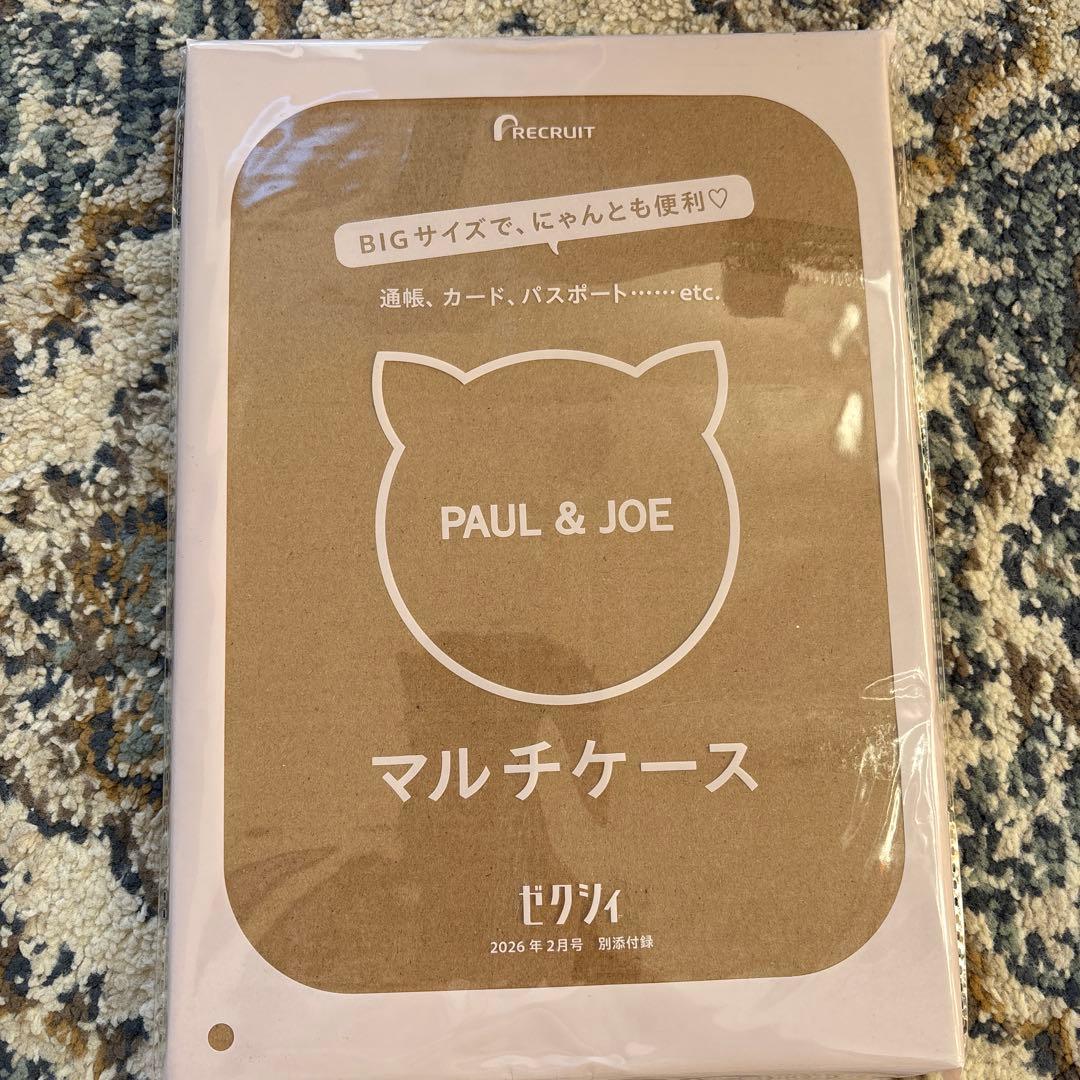 RECRUIT
BIGサイズで、にゃんとも便利♡
通帳、カード、パスポート……etc.
PAUL & JOE
マルチケース
ゼクシィ
2026年2月号 別添付録